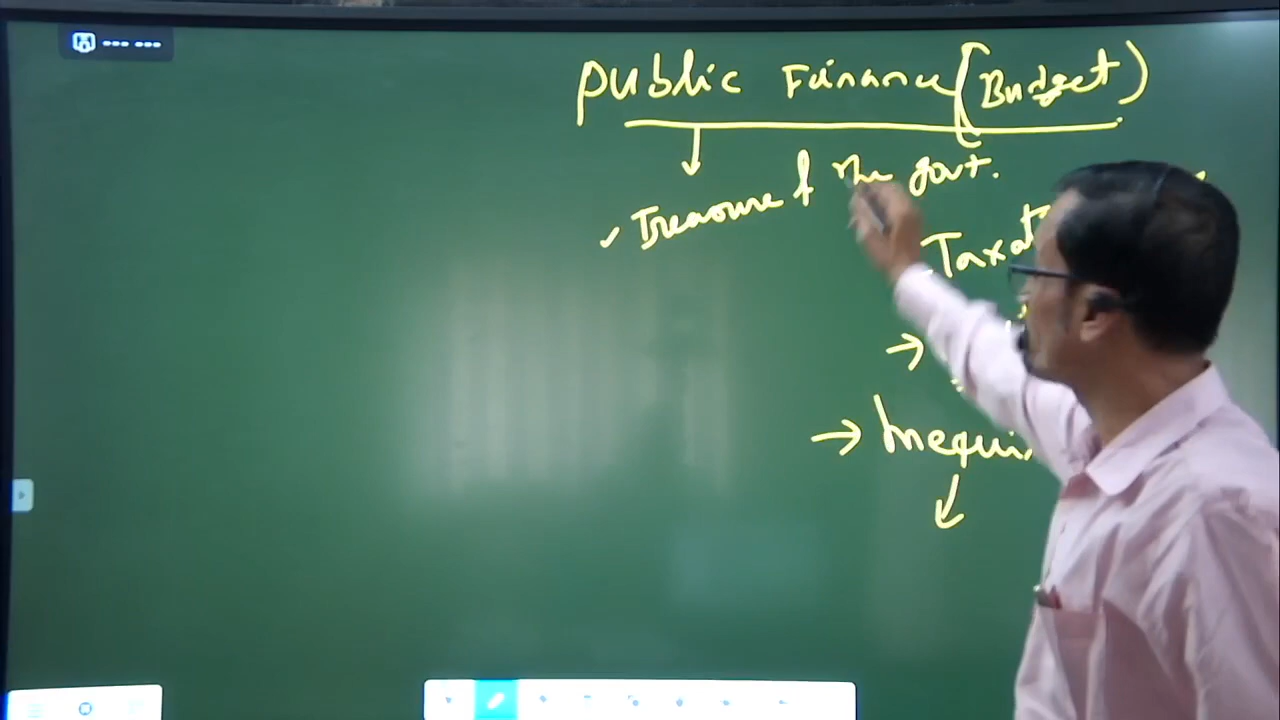 Public Finance (Budget)
✓ Treasure of the govt.
Taxat
→
→ Inequi